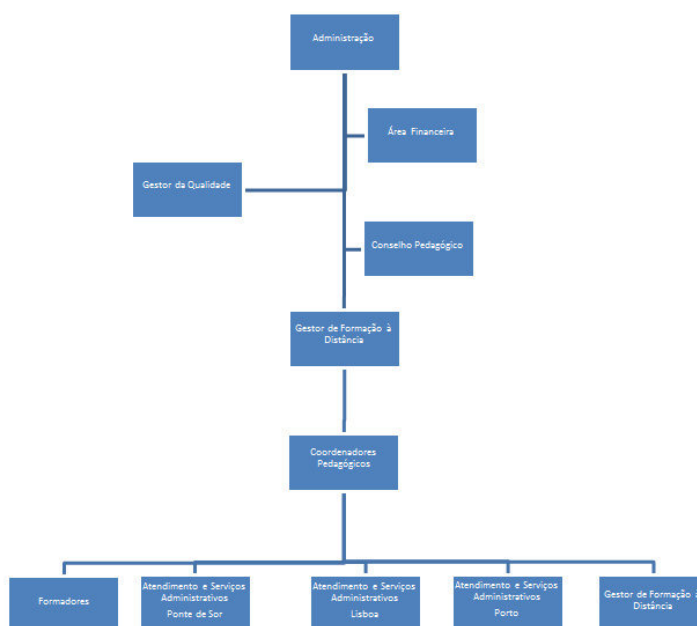 Administração
Área Financeira
Gestor da Qualidade
Conselho Pedagógico
Gestor de Formação à
Distância
Coordenadores
Pedagógicos
Formadores
Atendimento e Serviços
Administrativos
Ponte de Sor
Atendimento e Serviços
Administrativos
Lisboa
Atendimento e Serviços
Administrativos
Porto
Gestor de Formação à
Distância